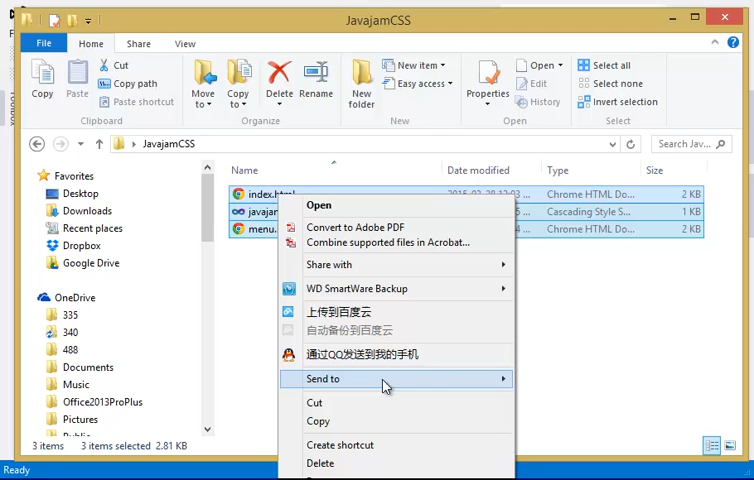 JavajamCSS
File Home Share View
Copy
Paste
Cut
Copy path
Paste shortcut
Clipboard
Move to
Copy to
Delete
Rename
Organize
New folder
New item
Easy access
New
Properties
Open
Edit
History
Open
Select all
Select none
Invert selection
Select
JavajamCSS
Search Jav...
Favorites
Desktop
Downloads
Recent places
Dropbox
Google Drive
OneDrive
335
340
488
Documents
Music
Office2013ProPlus
Pictures
Name Date modified Type Size
index.html Chrome HTML Do... 2 KB
javajam Cascading Style S... 1 KB
menu. Chrome HTML Do... 2 KB
Open
Convert to Adobe PDF
Combine supported files in Acrobat...
Share with
WD SmartWare Backup
上传到百度云
自动备份到百度云
通过QQ发送到我的手机
Send to
Cut
Copy
Create shortcut
Delete
3 items 3 items selected 2.81 KB
Ready